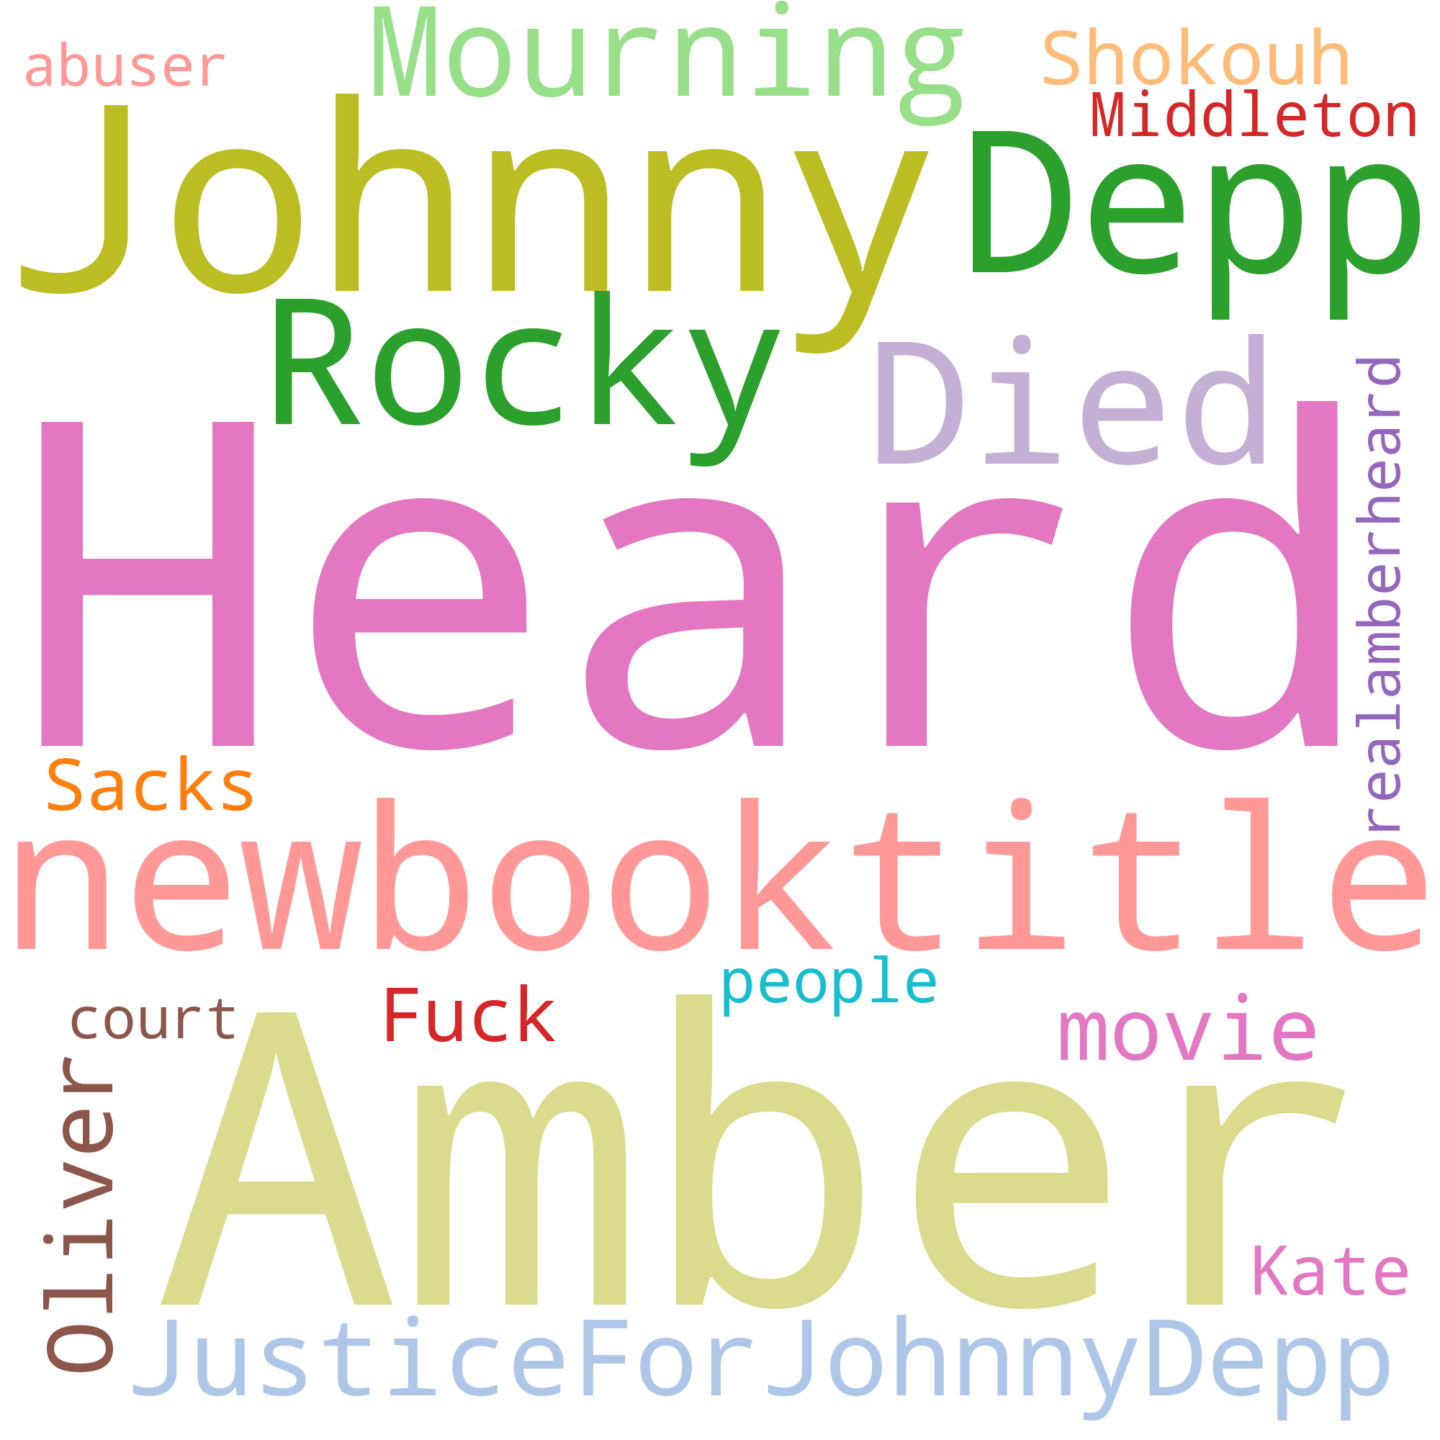 Mourning
Shokouh
abuser
Middleton
Johnny
Depp
Rocky
Died
Heard
realamberheard
Sacks
newbooktitle
people
court
Fuck
movie
Oliver
Amber
Kate
JusticeForJohnnyDepp